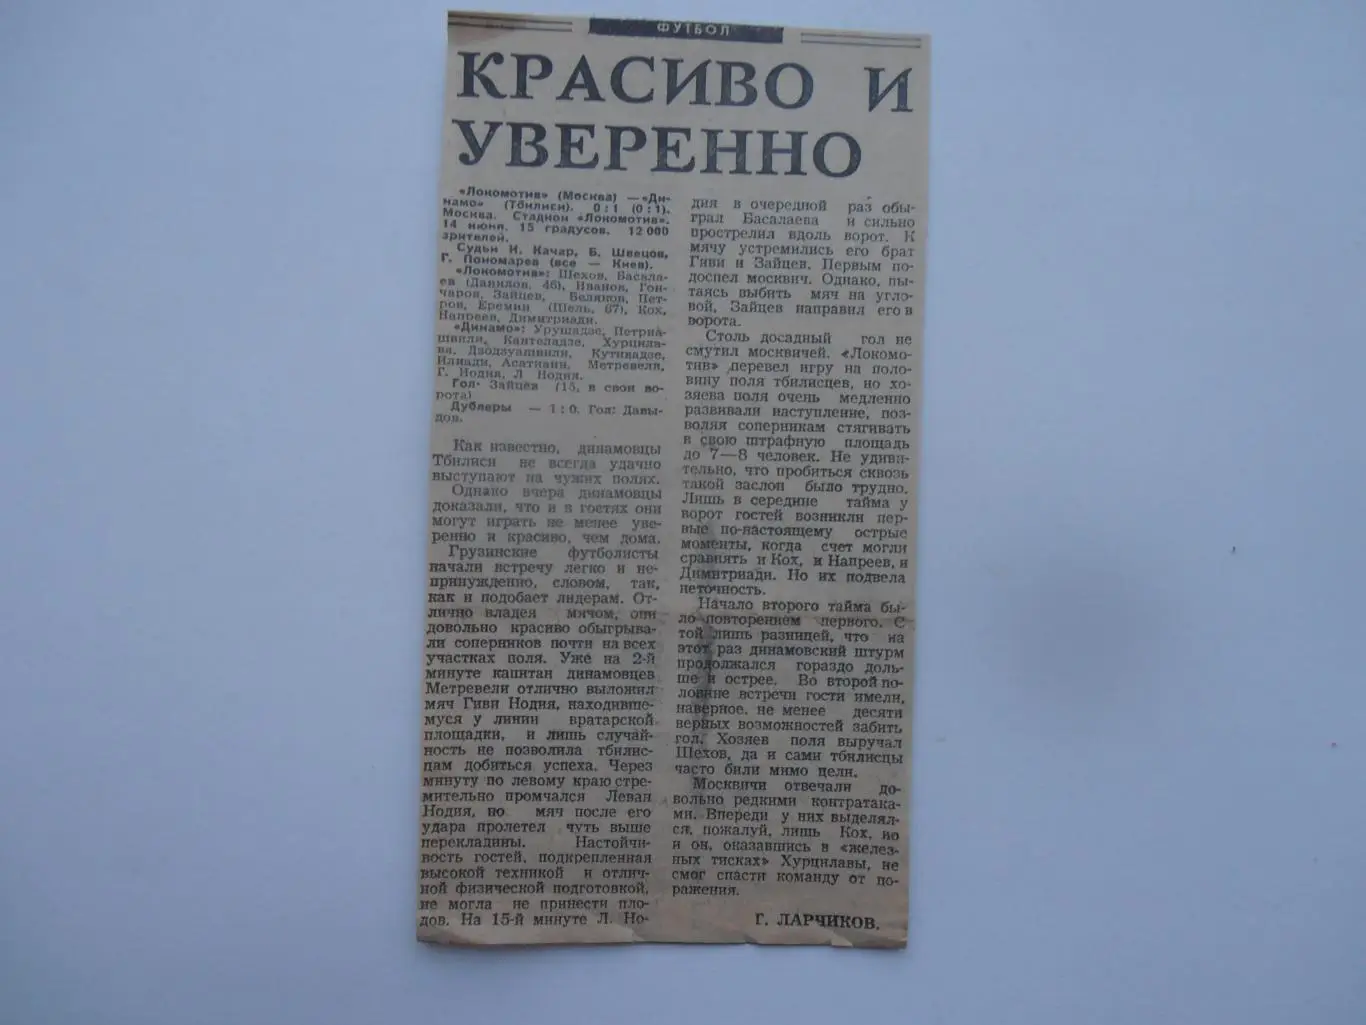 ФУТБОЛ
КРАСИВО И
УВЕРЕННО
«Локомотив» (Москва) — «Ди-
намо» (Тбилиси). 0:1 (0:1).
Москва. Стадион «Локомотив».
14 июня. 15 градусов. 12 000
зрителей.
Судьи И. Качар, Б. Швецов,
Г. Пономарев (все — Киев).
«Локомотив»: Шехов, Басала-
ев (Данилов, 46), Иванов, Гон-
чаров, Зайцев, Беляков, Пет-
ров, Еремин (Шель, 67), Кох,
Напреев, Димитриади.
«Динамо»: Урушадзе, Петриа-
швили, Кантеладзе, Хурцила-
ва, Дзодзуашвили, Кутивадзе,
Илиади, Асатиани, Метревели,
Г. Нодия, Л Нодия.
Гол- Зайцев (15, в свои во-
рота)
Дублеры — 1:0. Гол: Давы-
дов.
Как известно, динамовцы
Тбилиси не всегда удачно
выступают на чужих полях.
Однако вчера динамовцы
доказали, что и в гостях они
могут играть не менее уве-
ренно и красиво, чем дома.
Грузинские футболисты
начали встречу легко и не-
принужденно, словом, так,
как и подобает лидерам. От-
лично владея мячом, они
довольно красиво обыгрыва-
ли соперников почти на всех
участках поля. Уже на 2-й
минуте капитан динамовцев
Метревели отлично выложил
мяч Гиви Нодия, находивше-
муся у линии вратарской
площадки, и лишь случай-
ность не позволила тбилис-
цам добиться успеха. Через
минуту по левому краю стре-
мительно промчался Леван
Нодия, но мяч после его
удара пролетел чуть выше
перекладины. Настойчи-
вость гостей, подкрепленная
высокой техникой и отлич-
ной физической подготовкой,
не могла не принести пло-
дов. На 15-й минуте Л. Но-
дия в очередной раз обы-
грал Басалаева и сильно
прострелил вдоль ворот. К
мячу устремились его брат
Гиви и Зайцев. Первым по-
доспел москвич. Однако, пы-
таясь выбить мяч на угло-
вой, Зайцев направил его в
ворота.
Столь досадный гол не
смутил москвичей. «Локомо-
тив» перевел игру на поло-
вину поля тбилисцев, но хо-
зяева поля очень медленно
развивали наступление, поз-
воляя соперникам стягивать
в свою штрафную площадь
до 7—8 человек. Не удиви-
тельно, что пробиться сквозь
такой заслон было трудно.
Лишь в середине тайма у
ворот гостей возникли пер-
вые по-настоящему острые
моменты, когда счет могли
сравнять и Кох, и Напреев, и
Димитриади. Но их подвела
неточность.
Начало второго тайма бы-
ло повторением первого. С
той лишь разницей, что на
этот раз динамовский штурм
продолжался гораздо доль-
ше и острее. Во второй по-
ловине встречи гости имели,
наверное, не менее десяти
верных возможностей забить
гол. Хозяев поля выручал
Шехов, да и сами тбилисцы
часто били мимо цели.
Москвичи отвечали до-
вольно редкими контратака-
ми. Впереди у них выделял-
ся, пожалуй, лишь Кох, но
и он, оказавшись в «желез-
ных тисках» Хурцилавы, не
смог спасти команду от по-
ражения.
Г. ЛАРЧИКОВ.